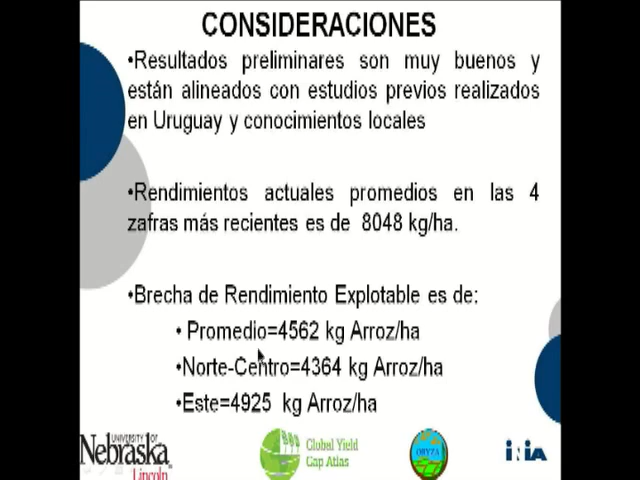 CONSIDERACIONES
•Resultados preliminares son muy buenos y
están alineados con estudios previos realizados
en Uruguay y conocimientos locales
•Rendimientos actuales promedios en las 4
zafras más recientes es de 8048 kg/ha.
•Brecha de Rendimiento Explotable es de:
• Promedio=4562 kg Arroz/ha
•Norte-Centro=4364 kg Arroz/ha
•Este=4925 kg Arroz/ha
UNIVERSITY OF
Nebraska
Lincoln
Global Yield
Gap Atlas
ORYZA
INIA